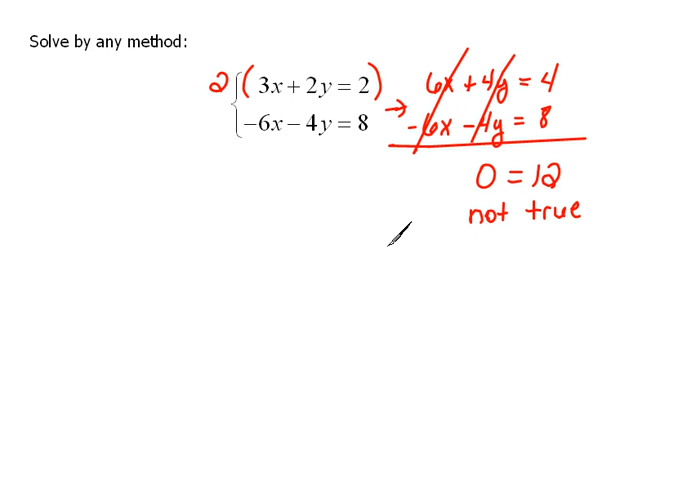 Solve by any method:
2 ( 3x + 2y = 2 )
−6x − 4y = 8
→ 6x + 4y = 4
−6x − 4y = 8
0 = 12
not true